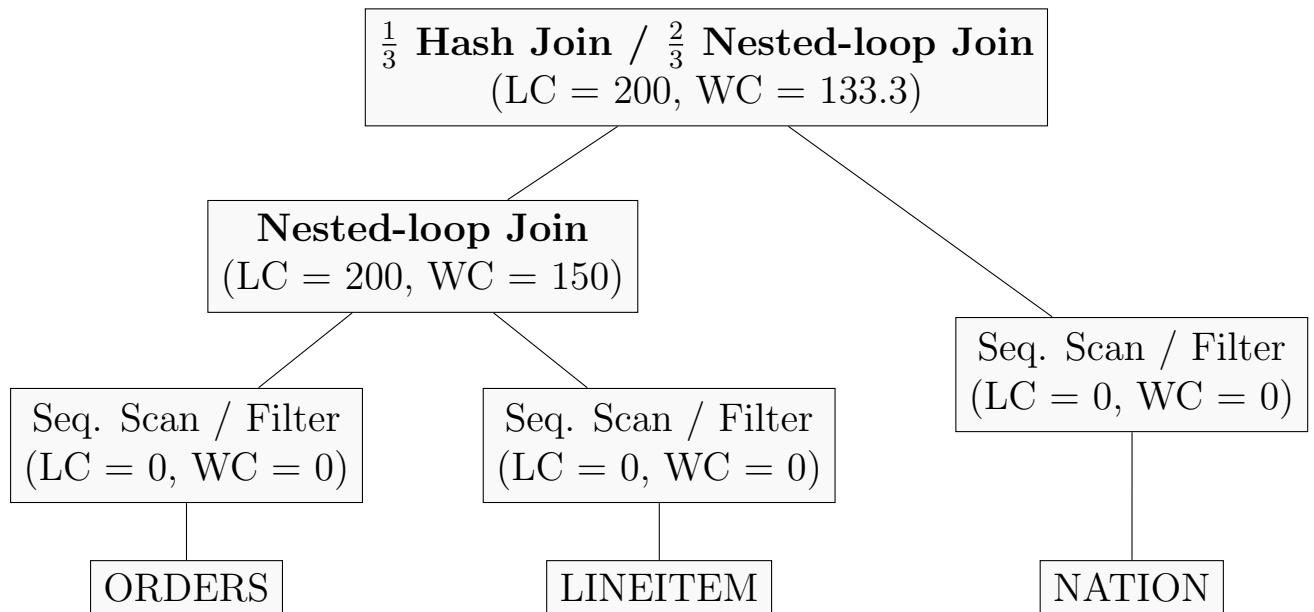 1/3 Hash Join / 2/3 Nested-loop Join
(LC = 200, WC = 133.3)
Nested-loop Join
(LC = 200, WC = 150)
Seq. Scan / Filter
(LC = 0, WC = 0)
Seq. Scan / Filter
(LC = 0, WC = 0)
Seq. Scan / Filter
(LC = 0, WC = 0)
ORDERS
LINEITEM
NATION